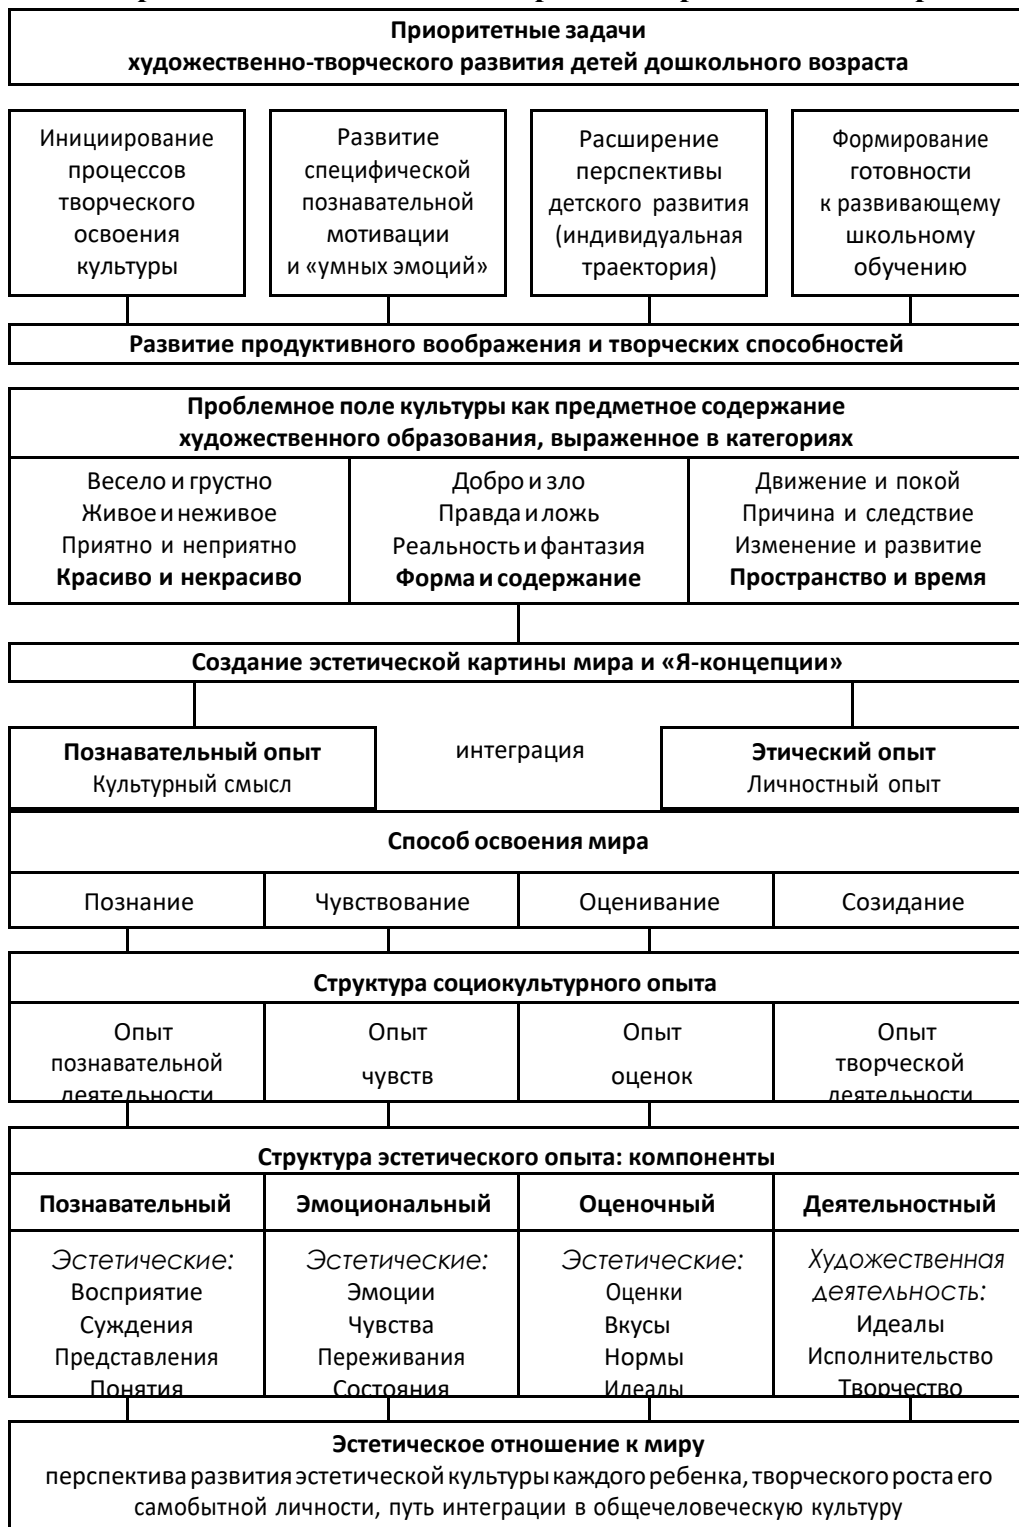 Приоритетные задачи
художественно-творческого развития детей дошкольного возраста
Инициирование
процессов
творческого
освоения
культуры
Развитие
специфической
познавательной
мотивации
и «умных эмоций»
Расширение
перспективы
детского развития
(индивидуальная
траектория)
Формирование
готовности
к развивающему
школьному
обучению
Развитие продуктивного воображения и творческих способностей
Проблемное поле культуры как предметное содержание
художественного образования, выраженное в категориях
Весело и грустно
Живое и неживое
Приятно и неприятно
Красиво и некрасиво
Добро и зло
Правда и ложь
Реальность и фантазия
Форма и содержание
Движение и покой
Причина и следствие
Изменение и развитие
Пространство и время
Создание эстетической картины мира и «Я-концепции»
Познавательный опыт
Культурный смысл
интеграция
Этический опыт
Личностный опыт
Способ освоения мира
Познание
Чувствование
Оценивание
Созидание
Структура социокультурного опыта
Опыт
познавательной
деятельности
Опыт
чувств
Опыт
оценок
Опыт
творческой
деятельности
Структура эстетического опыта: компоненты
Познавательный
Эмоциональный
Оценочный
Деятельностный
Эстетические:
Восприятие
Суждения
Представления
Понятия
Эстетические:
Эмоции
Чувства
Переживания
Состояния
Эстетические:
Оценки
Вкусы
Нормы
Идеалы
Художественная
деятельность:
Идеалы
Исполнительство
Творчество
Эстетическое отношение к миру
перспектива развития эстетической культуры каждого ребенка, творческого роста его
самобытной личности, путь интеграции в общечеловеческую культуру